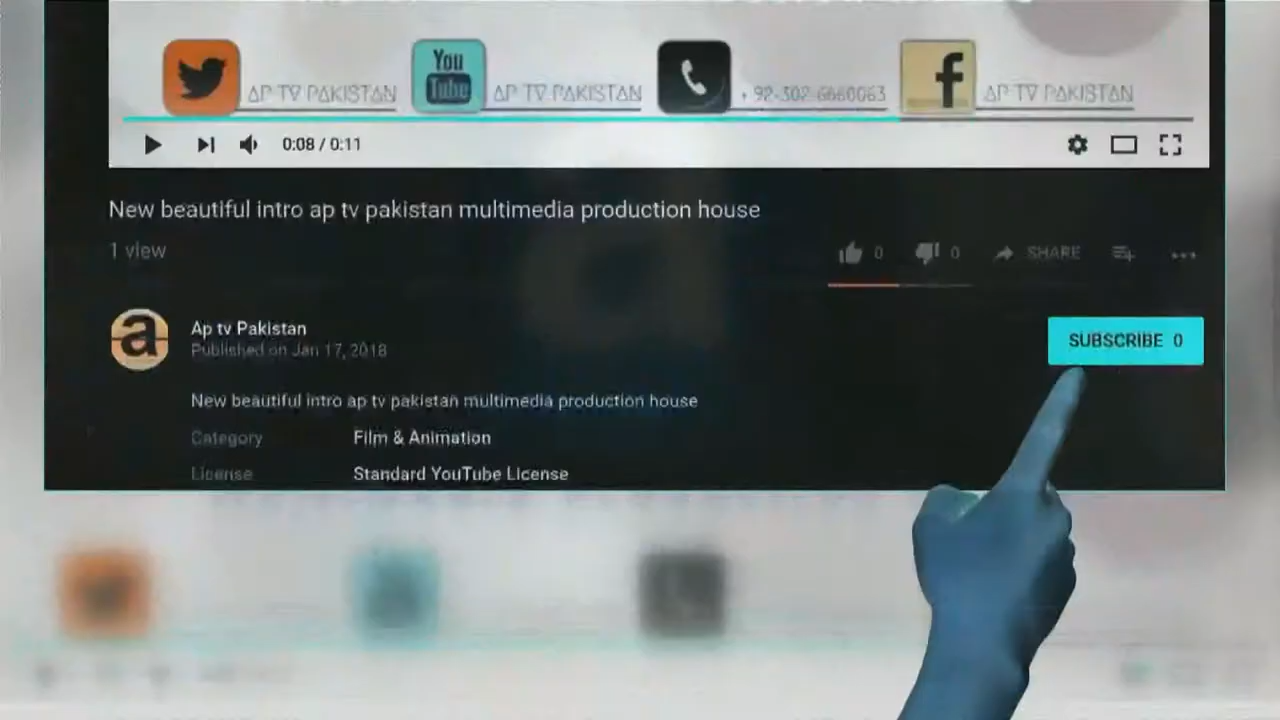 AP TV PAKISTAN
You
Tube
AP TV PAKISTAN
+ 92-302-6660063
f
AP TV PAKISTAN
0:08 / 0:11
New beautiful intro ap tv pakistan multimedia production house
1 view
0
0
SHARE
a
Ap tv Pakistan
Published on Jan 17, 2018
SUBSCRIBE 0
New beautiful intro ap tv pakistan multimedia production house
Category Film & Animation
License Standard YouTube License